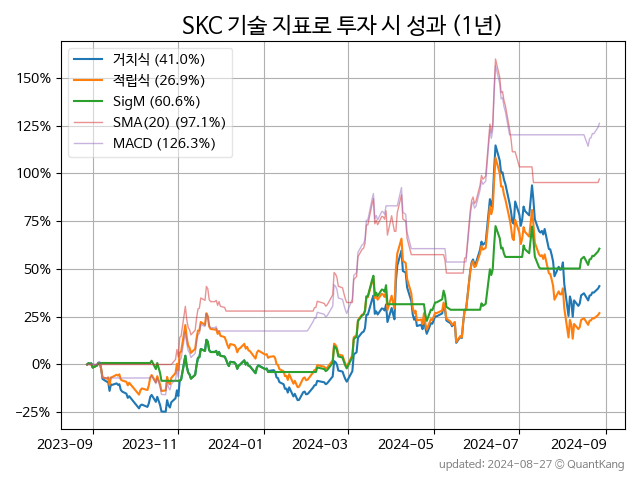 SKC 기술 지표로 투자 시 성과 (1년)
거치식 (41.0%)
적립식 (26.9%)
SigM (60.6%)
SMA(20) (97.1%)
MACD (126.3%)
150%
125%
100%
75%
50%
25%
0%
−25%
2023-09 2023-11 2024-01 2024-03 2024-05 2024-07 2024-09
updated: 2024-08-27 © QuantKang